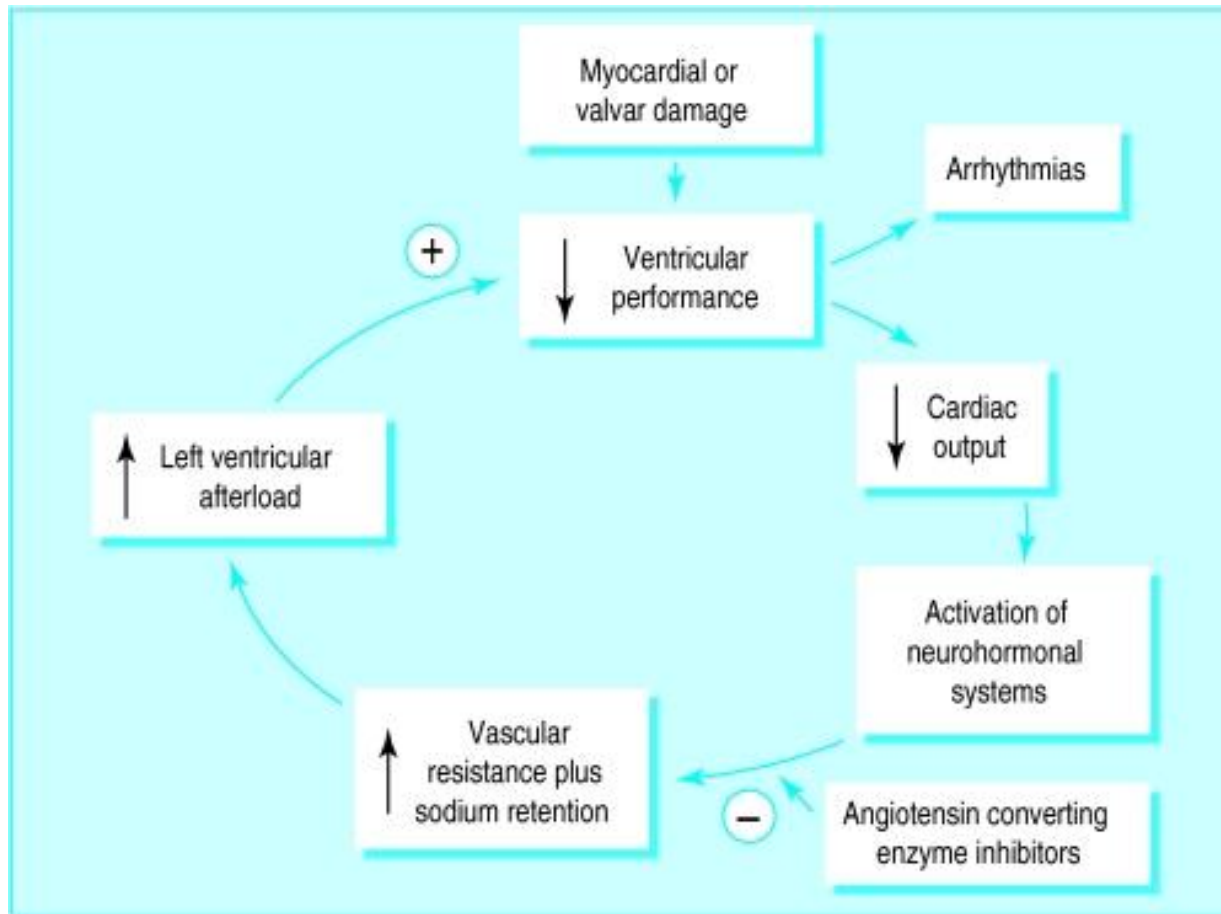 Myocardial or
valvar damage
Arrhythmias
+
Ventricular
performance
Cardiac
output
Left ventricular
afterload
Activation of
neurohormonal
systems
Vascular
resistance plus
sodium retention
−
Angiotensin converting
enzyme inhibitors